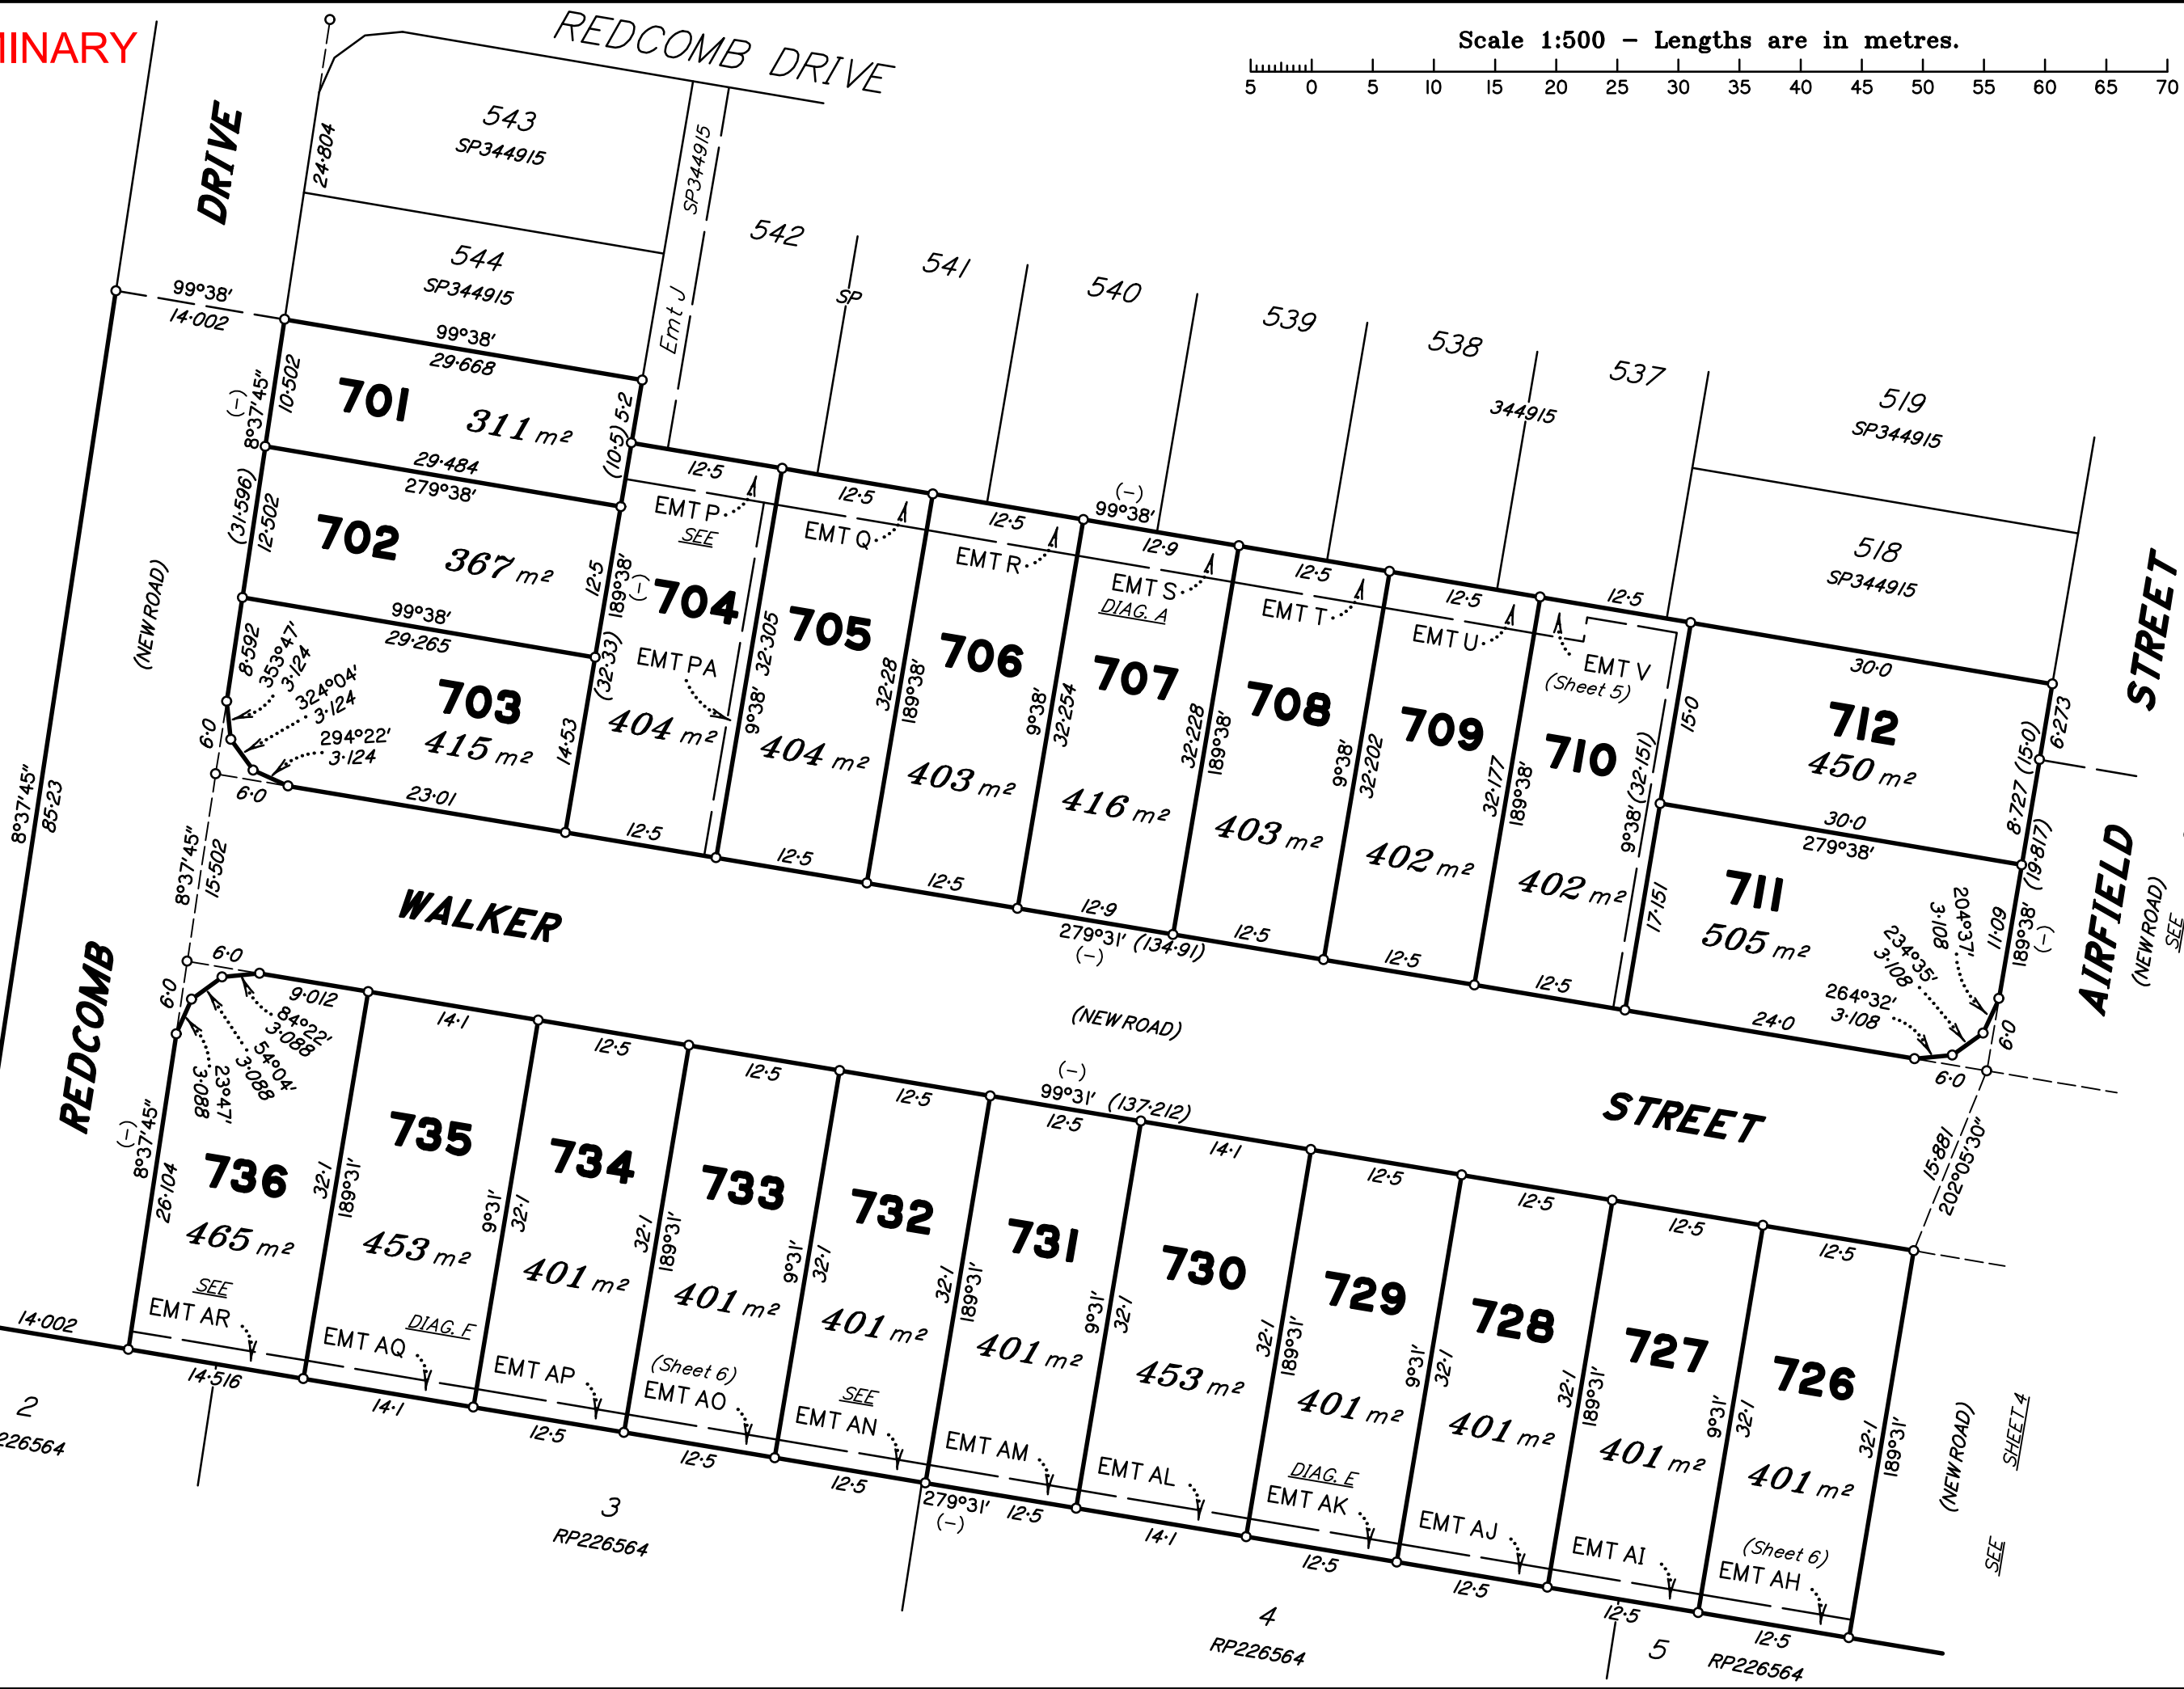 MINARY
REDCOMB DRIVE
Scale 1:500 – Lengths are in metres.
5 0 5 10 15 20 25 30 35 40 45 50 55 60 65 70
DRIVE
24·804
543
SP344915
SP344915
Emt J
544
SP344915
542
SP
541
540
539
538
344915
537
519
SP344915
518
SP344915
STREET
99°38'
14·002
99°38'
29·668
(–)
8°37'45"
10·502
701
311 m²
(10·5) 5·2
29·484
279°38'
(31·596)
12·502
702
367 m²
12·5
189°38'
(–)
99°38'
29·265
(32·33)
8·592
353°47'
3·124
324°04'
3·124
294°22'
3·124
703
415 m²
14·53
6·0
6·0
23·01
(NEW ROAD)
8°37'45"
85·23
8°37'45"
15·502
12·5
EMT P
SEE
704
EMT PA
404 m²
12·5
9°38'
32·305
12·5
EMT Q
705
404 m²
12·5
32·28
189°38'
12·5
EMT R
706
403 m²
12·5
9°38'
32·254
(–)
99°38'
12·9
EMT S
DIAG. A
707
416 m²
12·9
32·228
189°38'
12·5
EMT T
708
403 m²
12·5
9°38'
32·202
12·5
EMT U
709
402 m²
12·5
32·177
189°38'
12·5
EMT V
(Sheet 5)
710
402 m²
12·5
9°38' (32·151)
15·0
17·151
30·0
712
450 m²
6·273
8·727 (15·0)
30·0
279°38'
(19·817)
711
505 m²
11·09
189°38'
(–)
204°37'
3·108
234°35'
3·108
264°32'
3·108
24·0
6·0
6·0
AIRFIELD
(NEW ROAD)
SEE
279°31' (134·91)
(–)
WALKER
(NEW ROAD)
STREET
REDCOMB
(–)
99°31' (137·212)
15·881
202°05'30"
6·0
6·0
9·012
84°22'
3·088
54°04'
3·088
23°47'
3·088
(–)
8°37'45"
26·104
736
465 m²
SEE
EMT AR
14·002
14·516
32·1
189°31'
14·1
735
453 m²
DIAG. F
EMT AQ
14·1
9°31'
32·1
12·5
734
401 m²
EMT AP
12·5
32·1
189°31'
12·5
733
401 m²
(Sheet 6)
EMT AO
12·5
9°31'
32·1
12·5
732
401 m²
SEE
EMT AN
12·5
32·1
189°31'
12·5
731
401 m²
EMT AM
279°31'
(–)
12·5
9°31'
32·1
14·1
730
453 m²
EMT AL
14·1
32·1
189°31'
12·5
729
401 m²
DIAG. E
EMT AK
12·5
9°31'
32·1
12·5
728
401 m²
EMT AJ
12·5
32·1
189°31'
12·5
727
401 m²
EMT AI
12·5
9°31'
32·1
12·5
726
401 m²
(Sheet 6)
EMT AH
12·5
32·1
189°31'
(NEW ROAD)
SHEET 4
SEE
2
226564
3
RP226564
4
RP226564
5
RP226564